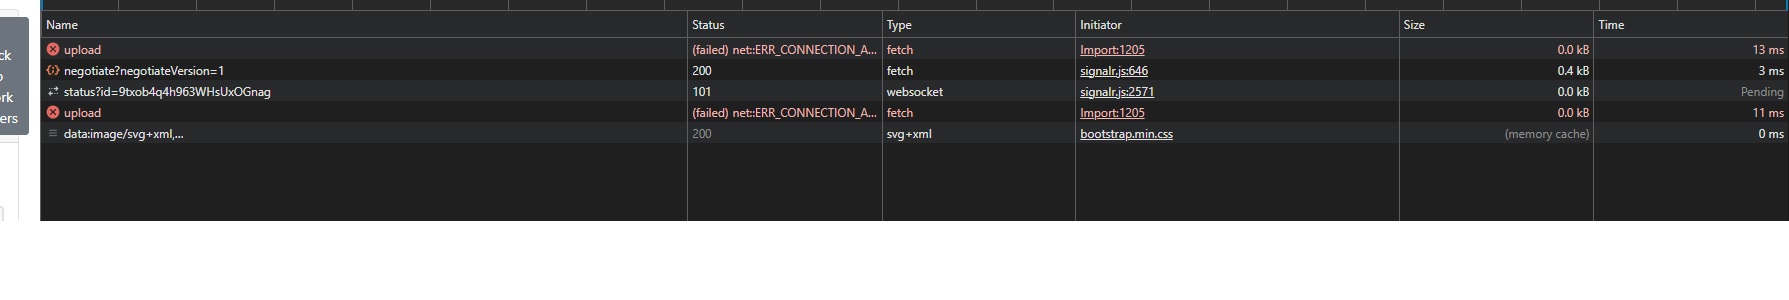 Name Status Type Initiator Size Time
upload (failed) net::ERR_CONNECTION_A... fetch Import:1205 0.0 kB 13 ms
ck
negotiate?negotiateVersion=1 200 fetch signalr.js:646 0.4 kB 3 ms
o
status?id=9txob4q4h963WHsUxOGnag 101 websocket signalr.js:2571 0.0 kB Pending
rk
upload (failed) net::ERR_CONNECTION_A... fetch Import:1205 0.0 kB 11 ms
ers
data:image/svg+xml,... 200 svg+xml bootstrap.min.css (memory cache) 0 ms